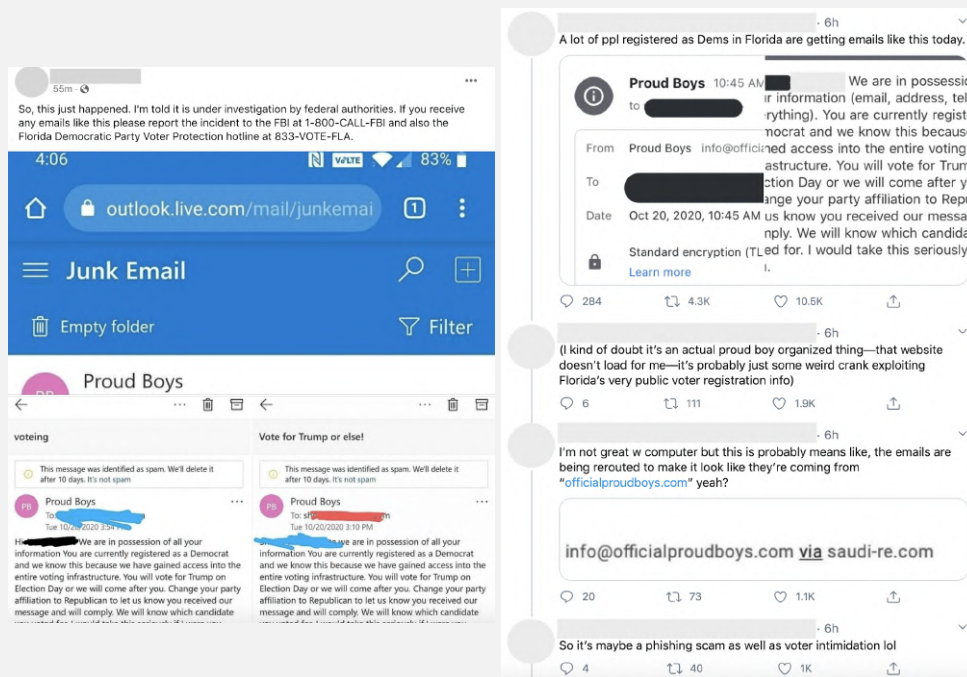 55m ·
So, this just happened. I'm told it is under investigation by federal authorities. If you receive
any emails like this please report the incident to the FBI at 1-800-CALL-FBI and also the
Florida Democratic Party Voter Protection hotline at 833-VOTE-FLA.
4:06 VoLTE 83%
outlook.live.com/mail/junkemai 1
Junk Email
Empty folder Filter
Proud Boys
voteing
This message was identified as spam. We'll delete it
after 10 days. It's not spam
PB Proud Boys
To:
Tue 10/20/2020 3:54
We are in possession of all your
information You are currently registered as a Democrat
and we know this because we have gained access into the
entire voting infrastructure. You will vote for Trump on
Election Day or we will come after you. Change your party
affiliation to Republican to let us know you received our
message and will comply. We will know which candidate
Vote for Trump or else!
This message was identified as spam. We'll delete it
after 10 days. It's not spam
PB Proud Boys
To:
Tue 10/20/2020 3:10 PM
we are in possession of all your
information You are currently registered as a Democrat
and we know this because we have gained access into the
entire voting infrastructure. You will vote for Trump on
Election Day or we will come after you. Change your party
affiliation to Republican to let us know you received our
message and will comply. We will know which candidate
· 6h
A lot of ppl registered as Dems in Florida are getting emails like this today.
Proud Boys 10:45 AM
to
From Proud Boys info@officia
To
Date Oct 20, 2020, 10:45 AM
Standard encryption (TL
Learn more
We are in possessio
r information (email, address, tel
rything). You are currently regist
mocrat and we know this becaus
ned access into the entire voting
astructure. You will vote for Trum
ction Day or we will come after y
ange your party affiliation to Repu
us know you received our messa
mply. We will know which candida
ed for. I would take this seriously
284 4.3K 10.5K
· 6h
(I kind of doubt it's an actual proud boy organized thing—that website
doesn't load for me—it's probably just some weird crank exploiting
Florida's very public voter registration info)
6 111 1.9K
· 6h
I'm not great w computer but this is probably means like, the emails are
being rerouted to make it look like they're coming from
"officialproudboys.com" yeah?
info@officialproudboys.com via saudi-re.com
20 73 1.1K
· 6h
So it's maybe a phishing scam as well as voter intimidation lol
4 40 1K